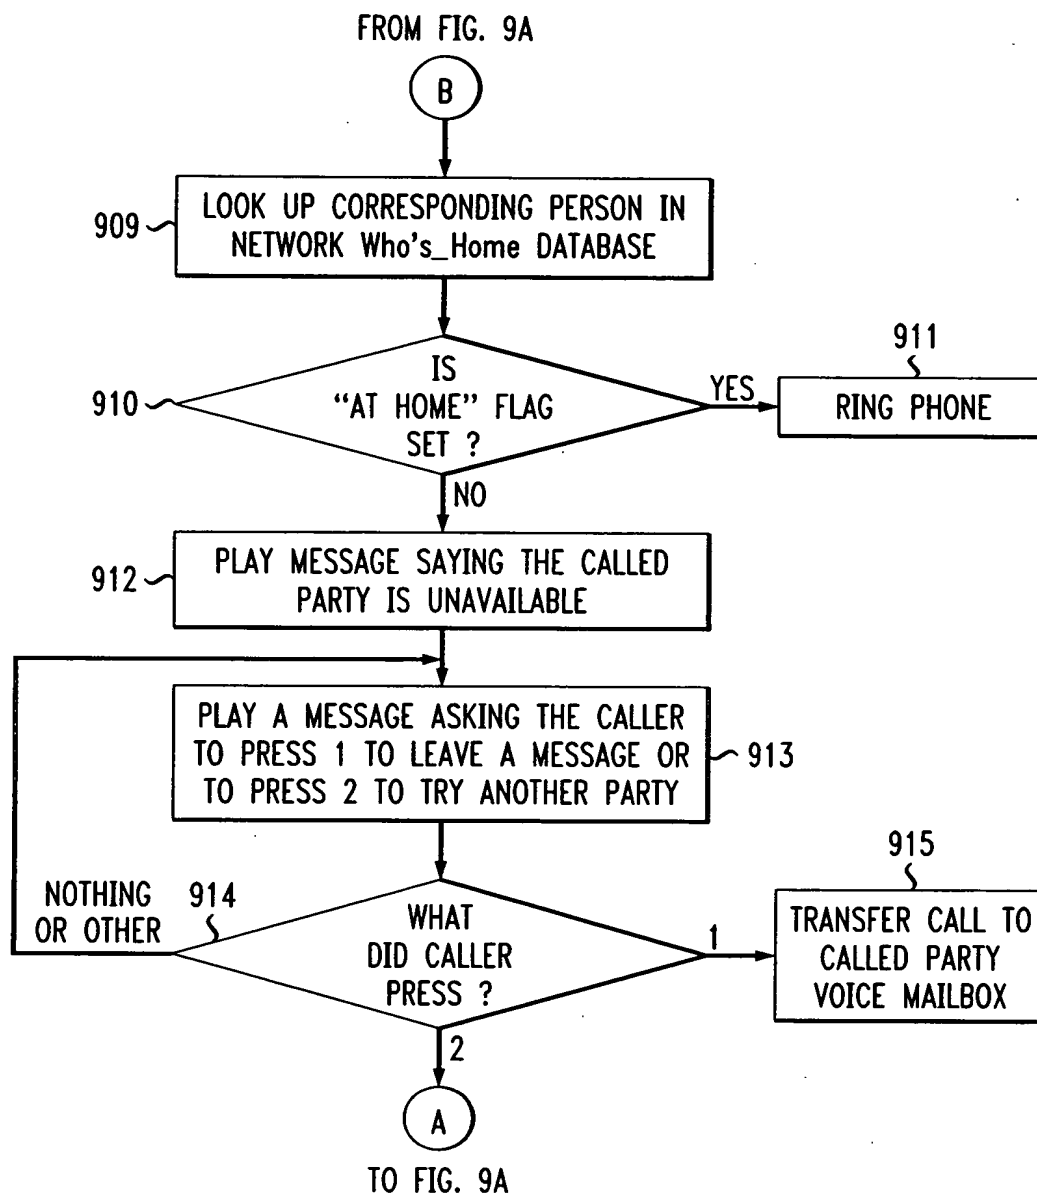 FROM FIG. 9A
B
909
LOOK UP CORRESPONDING PERSON IN
NETWORK Who's_Home DATABASE
910
IS
“AT HOME” FLAG
SET ?
YES
911
RING PHONE
NO
912
PLAY MESSAGE SAYING THE CALLED
PARTY IS UNAVAILABLE
PLAY A MESSAGE ASKING THE CALLER
TO PRESS 1 TO LEAVE A MESSAGE OR
TO PRESS 2 TO TRY ANOTHER PARTY
913
NOTHING
OR OTHER
914
WHAT
DID CALLER
PRESS ?
1
915
TRANSFER CALL TO
CALLED PARTY
VOICE MAILBOX
2
A
TO FIG. 9A